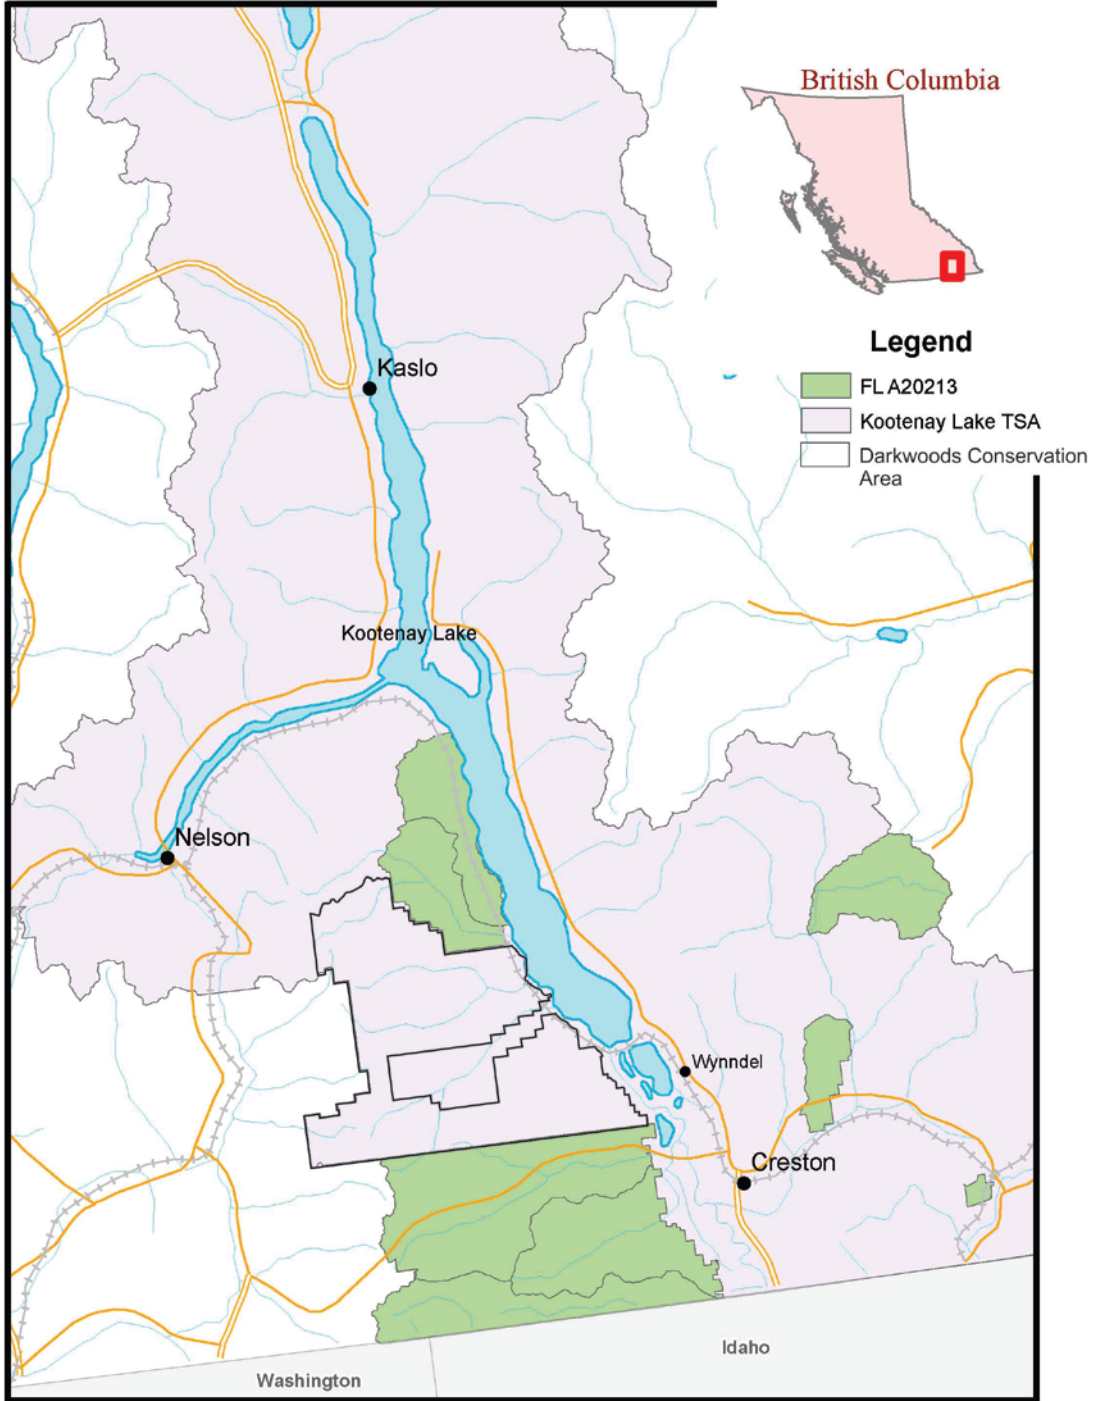 British Columbia
Legend
FL A20213
Kootenay Lake TSA
Darkwoods Conservation
Area
Kaslo
Kootenay Lake
Nelson
Wynndel
Creston
Idaho
Washington